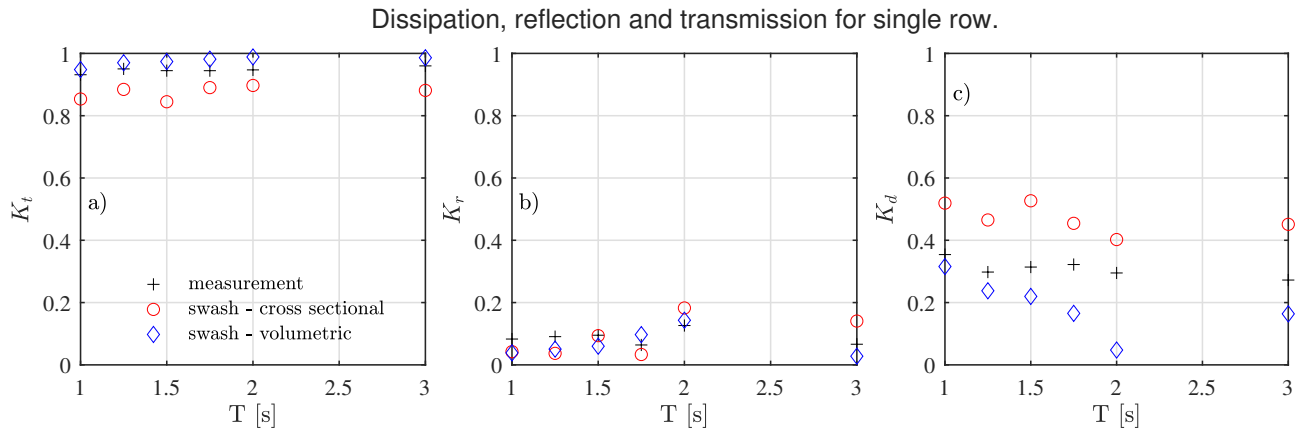 Dissipation, reflection and transmission for single row.
1
0.8
0.6
0.4
0.2
0
K_t
a)
measurement
swash - cross sectional
swash - volumetric
1 1.5 2 2.5 3
T [s]
1
0.8
0.6
0.4
0.2
0
K_r
b)
1 1.5 2 2.5 3
T [s]
1
0.8
0.6
0.4
0.2
0
K_d
c)
1 1.5 2 2.5 3
T [s]